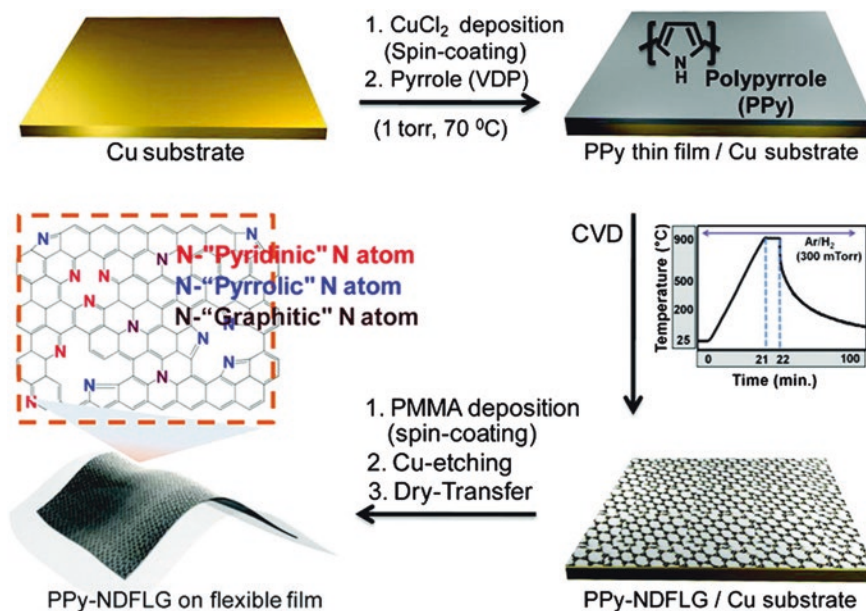 1. CuCl₂ deposition
(Spin-coating)
2. Pyrrole (VDP)
(1 torr, 70 ⁰C)
Cu substrate
N
H
Polypyrrole
(PPy)
PPy thin film / Cu substrate
CVD
Temperature (°C)
900
500
200
25
Ar/H₂
(300 mTorr)
0 21 22 100
Time (min.)
N N N N
N-"Pyridinic" N atom
N N
N-“Pyrrolic” N atom
N-“Graphitic” N atom
N N N
N N
N N N N
N
1. PMMA deposition
(spin-coating)
2. Cu-etching
3. Dry-Transfer
PPy-NDFLG on flexible film
PPy-NDFLG / Cu substrate